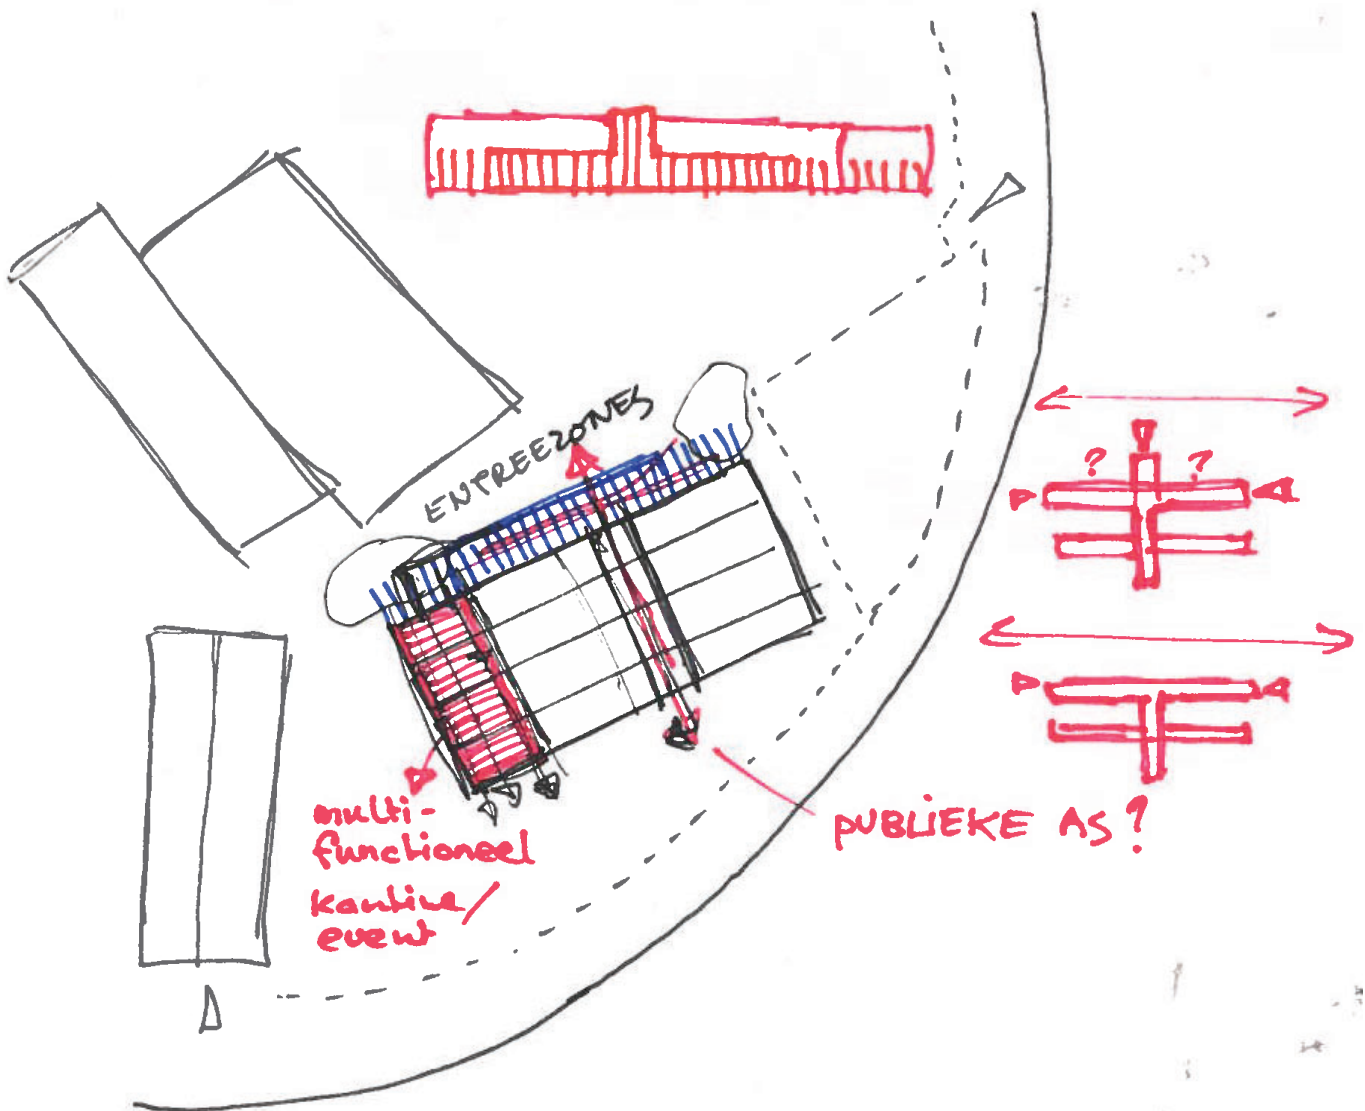 ENTREEZONES
? ?
multi-
functioneel
kantine/
event
PUBLIEKE AS?